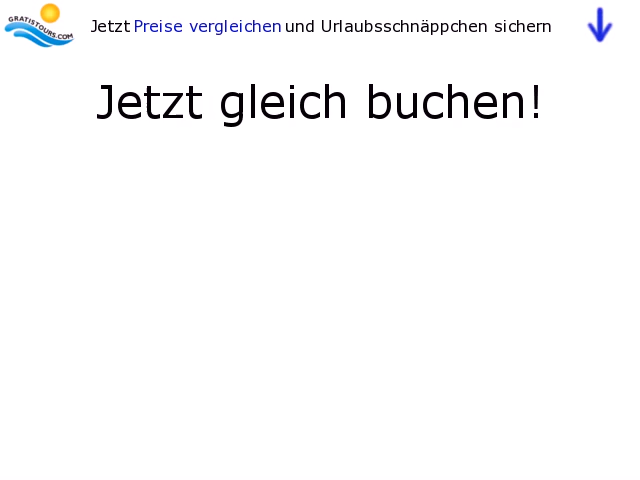 GRATISTOURS.COM
Jetzt Preise vergleichen und Urlaubsschnäppchen sichern
Jetzt gleich buchen!